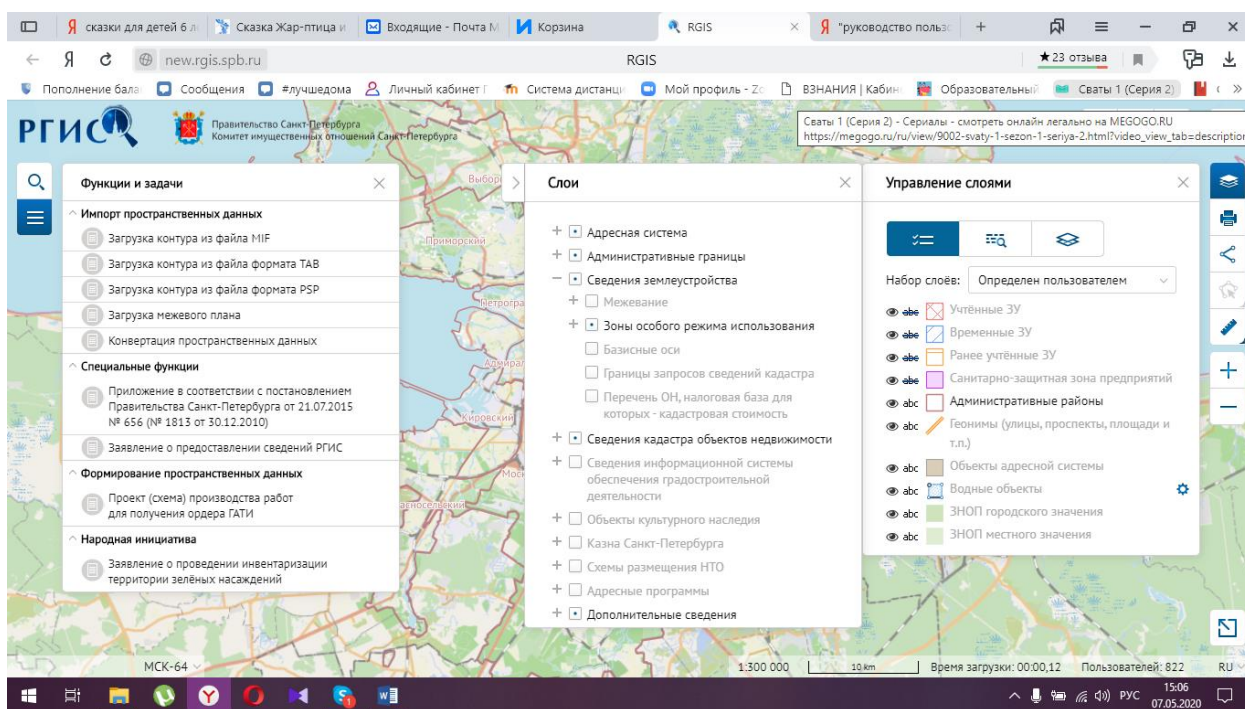 сказки для детей 6 л
Сказка Жар-птица и
Входящие - Почта М
Корзина
RGIS
"руководство польз
new.rgis.spb.ru
RGIS
★23 отзыва
Пополнение бала
Сообщения
#лучшедома
Личный кабинет
Система дистанц
Мой профиль - Zo
ВЗНАНИЯ | Кабин
Образовательный
Сваты 1 (Серия 2)
Сваты 1 (Серия 2) - Сериалы - смотреть онлайн легально на MEGOGO.RU
https://megogo.ru/ru/view/9002-svaty-1-sezon-1-seriya-2.html?video_view_tab=description
РГИС
Правительство Санкт-Петербурга
Комитет имущественных отношений Санкт-Петербурга
Функции и задачи
Импорт пространственных данных
Загрузка контура из файла MIF
Загрузка контура из файла формата TAB
Загрузка контура из файла формата PSP
Загрузка межевого плана
Конвертация пространственных данных
Специальные функции
Приложение в соответствии с постановлением
Правительства Санкт-Петербурга от 21.07.2015
№ 656 (№ 1813 от 30.12.2010)
Заявление о предоставлении сведений РГИС
Формирование пространственных данных
Проект (схема) производства работ
для получения ордера ГАТИ
Народная инициатива
Заявление о проведении инвентаризации
территории зелёных насаждений
Выборг
Приморский
Петрогра
Адмирал
Кировский
Моск
расносельский
Слои
Адресная система
Административные границы
Сведения землеустройства
Межевание
Зоны особого режима использования
Базисные оси
Границы запросов сведений кадастра
Перечень ОН, налоговая база для
которых - кадастровая стоимость
Сведения кадастра объектов недвижимости
Сведения информационной системы
обеспечения градостроительной
деятельности
Объекты культурного наследия
Казна Санкт-Петербурга
Схемы размещения НТО
Адресные программы
Дополнительные сведения
Управление слоями
Набор слоёв: Определен пользователем
abc Учтённые ЗУ
abc Временные ЗУ
abc Ранее учтённые ЗУ
abc Санитарно-защитная зона предприятий
abc Административные районы
abc Геонимы (улицы, проспекты, площади и
т.п.)
abc Объекты адресной системы
abc Водные объекты
abc ЗНОП городского значения
abc ЗНОП местного значения
МСК-64
1:300 000
10 km
Время загрузки: 00:00,12
Пользователей: 822
RU
РУС
15:06
07.05.2020